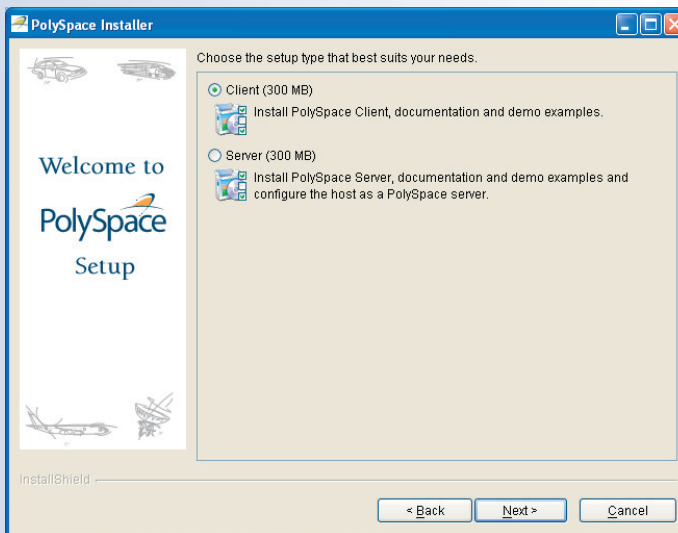 PolySpace Installer
Welcome to
PolySpace
Setup
Choose the setup type that best suits your needs.
Client (300 MB)
Install PolySpace Client, documentation and demo examples.
Server (300 MB)
Install PolySpace Server, documentation and demo examples and
configure the host as a PolySpace server.
InstallShield
< Back
Next >
Cancel